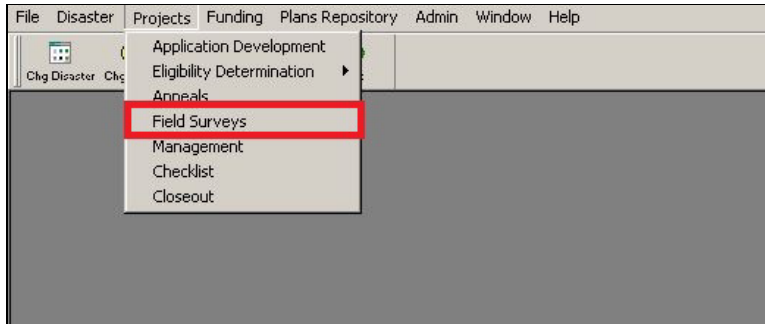 File Disaster Projects Funding Plans Repository Admin Window Help
Chg Disaster
Application Development
Eligibility Determination
Appeals
Field Surveys
Management
Checklist
Closeout